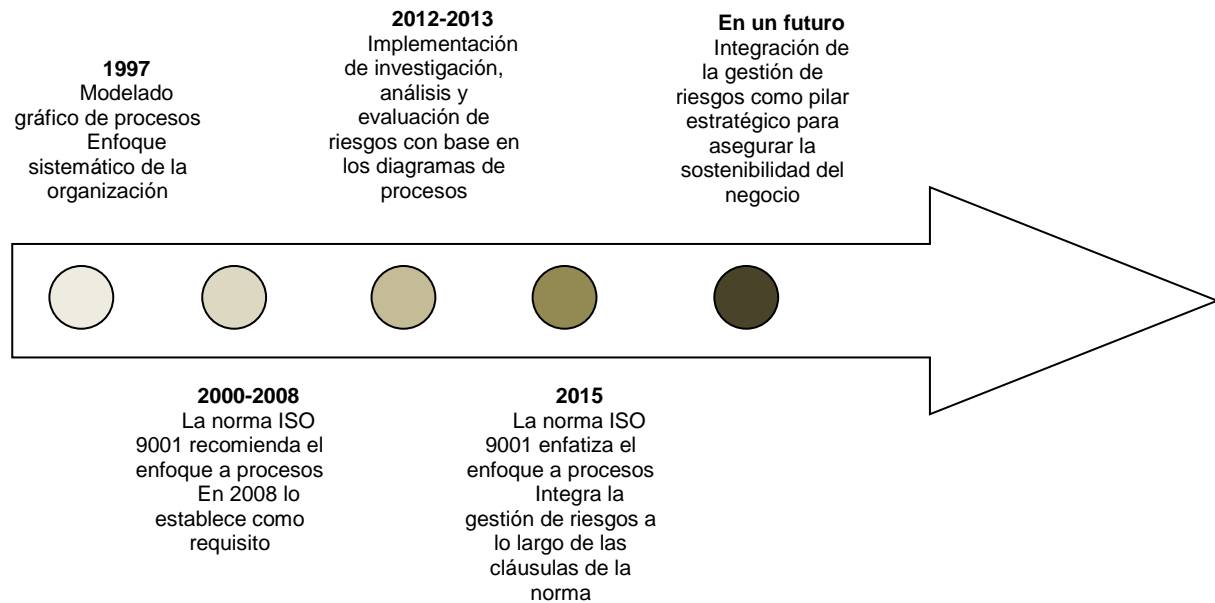 1997
Modelado
gráfico de procesos
Enfoque
sistemático de la
organización
2000-2008
La norma ISO
9001 recomienda el
enfoque a procesos
En 2008 lo
establece como
requisito
2012-2013
Implementación
de investigación,
análisis y
evaluación de
riesgos con base en
los diagramas de
procesos
2015
La norma ISO
9001 enfatiza el
enfoque a procesos
Integra la
gestión de riesgos a
lo largo de las
cláusulas de la
norma
En un futuro
Integración de
la gestión de
riesgos como pilar
estratégico para
asegurar la
sostenibilidad del
negocio